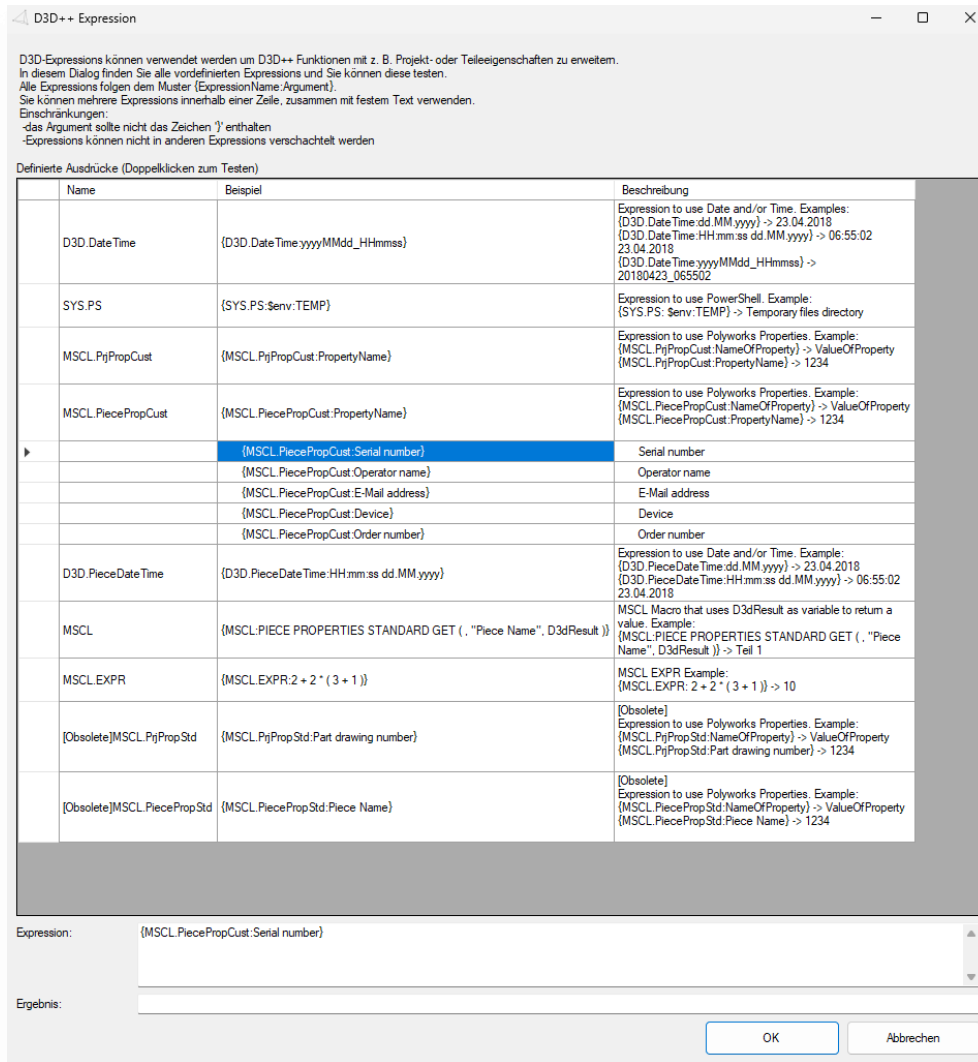 D3D++ Expression
D3D-Expressions können verwendet werden um D3D++ Funktionen mit z. B. Projekt- oder Teileeigenschaften zu erweitern.
In diesem Dialog finden Sie alle vordefinierten Expressions und Sie können diese testen.
Alle Expressions folgen dem Muster {ExpressionName:Argument}.
Sie können mehrere Expressions innerhalb einer Zeile, zusammen mit festem Text verwenden.
Einschränkungen:
-das Argument sollte nicht das Zeichen '}' enthalten
-Expressions können nicht in anderen Expressions verschachtelt werden
Definierte Ausdrücke (Doppelklicken zum Testen)
Name Beispiel Beschreibung
D3D.DateTime
{D3D.DateTime:yyyyMMdd_HHmmss}
Expression to use Date and/or Time. Examples:
{D3D.DateTime:dd.MM.yyyy} -> 23.04.2018
{D3D.DateTime:HH:mm:ss dd.MM.yyyy} -> 06:55:02
23.04.2018
{D3D.DateTime:yyyyMMdd_HHmmss} ->
20180423_065502
SYS.PS
{SYS.PS:$env:TEMP}
Expression to use PowerShell. Example:
{SYS.PS: $env:TEMP} -> Temporary files directory
MSCL.PrjPropCust
{MSCL.PrjPropCust:PropertyName}
Expression to use Polyworks Properties. Example:
{MSCL.PrjPropCust:NameOfProperty} -> ValueOfProperty
{MSCL.PrjPropCust:PropertyName} -> 1234
MSCL.PiecePropCust
{MSCL.PiecePropCust:PropertyName}
Expression to use Polyworks Properties. Example:
{MSCL.PiecePropCust:NameOfProperty} -> ValueOfProperty
{MSCL.PiecePropCust:PropertyName} -> 1234
{MSCL.PiecePropCust:Serial number} Serial number
{MSCL.PiecePropCust:Operator name} Operator name
{MSCL.PiecePropCust:E-Mail address} E-Mail address
{MSCL.PiecePropCust:Device} Device
{MSCL.PiecePropCust:Order number} Order number
D3D.PieceDateTime
{D3D.PieceDateTime:HH:mm:ss dd.MM.yyyy}
Expression to use Date and/or Time. Example:
{D3D.PieceDateTime:dd.MM.yyyy} -> 23.04.2018
{D3D.PieceDateTime:HH:mm:ss dd.MM.yyyy} -> 06:55:02
23.04.2018
MSCL
{MSCL:PIECE PROPERTIES STANDARD GET ( , "Piece Name", D3dResult )}
MSCL Macro that uses D3dResult as variable to return a
value. Example:
{MSCL:PIECE PROPERTIES STANDARD GET ( , "Piece
Name", D3dResult )} -> Teil 1
MSCL.EXPR
{MSCL.EXPR:2 + 2 * ( 3 + 1 )}
MSCL EXPR Example:
{MSCL.EXPR: 2 + 2 * ( 3 + 1 )} -> 10
[Obsolete]MSCL.PrjPropStd
{MSCL.PrjPropStd:Part drawing number}
[Obsolete]
Expression to use Polyworks Properties. Example:
{MSCL.PrjPropStd:NameOfProperty} -> ValueOfProperty
{MSCL.PrjPropStd:Part drawing number} -> 1234
[Obsolete]MSCL.PiecePropStd
{MSCL.PiecePropStd:Piece Name}
[Obsolete]
Expression to use Polyworks Properties. Example:
{MSCL.PiecePropStd:NameOfProperty} -> ValueOfProperty
{MSCL.PiecePropStd:Piece Name} -> 1234
Expression: {MSCL.PiecePropCust:Serial number}
Ergebnis:
OK Abbrechen